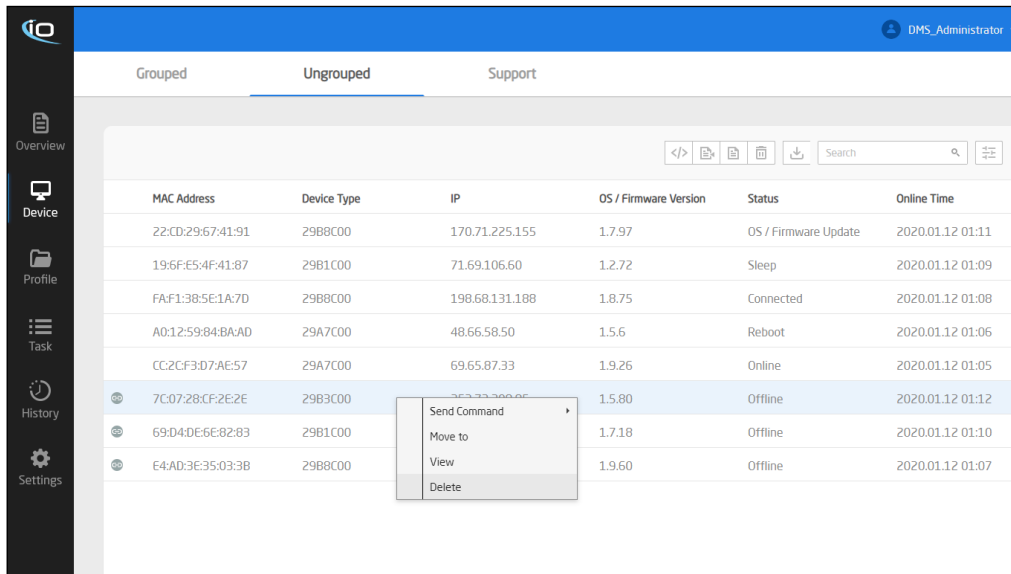 iO
DMS_Administrator
Grouped Ungrouped Support
Overview
Device
Profile
Task
History
Settings
</> Search
MAC Address Device Type IP OS / Firmware Version Status Online Time
22:CD:29:67:41:91 29B8C00 170.71.225.155 1.7.97 OS / Firmware Update 2020.01.12 01:11
19:6F:E5:4F:41:87 29B1C00 71.69.106.60 1.2.72 Sleep 2020.01.12 01:09
FA:F1:38:5E:1A:7D 29B8C00 198.68.131.188 1.8.75 Connected 2020.01.12 01:08
A0:12:59:84:BA:AD 29A7C00 48.66.58.50 1.5.6 Reboot 2020.01.12 01:06
CC:2C:F3:D7:AE:57 29A7C00 69.65.87.33 1.9.26 Online 2020.01.12 01:05
7C:07:28:CF:2E:2E 29B3C00 1.5.80 Offline 2020.01.12 01:12
69:D4:DE:6E:82:83 29B1C00 1.7.18 Offline 2020.01.12 01:10
E4:AD:3E:35:03:3B 29B8C00 1.9.60 Offline 2020.01.12 01:07
Send Command
Move to
View
Delete